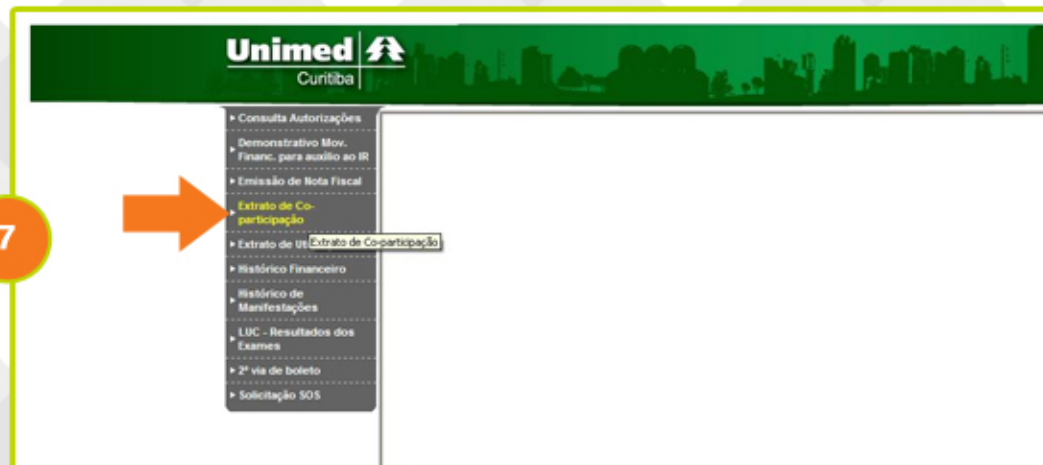 Unimed
Curitiba
Consulta Autorizações
Demonstrativo Mov.
Financ. para auxílio ao IR
Emissão de Nota Fiscal
7
Extrato de Co-
participação
Extrato de Ut
Extrato de Co-participação
Histórico Financeiro
Histórico de
Manifestações
LUC - Resultados dos
Exames
2ª via de boleto
Solicitação SOS